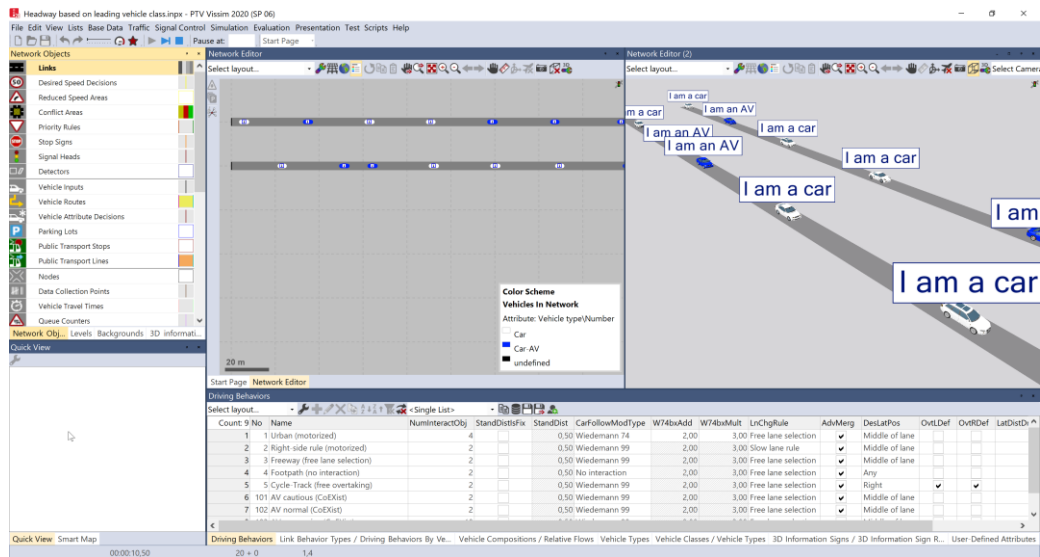 Headway based on leading vehicle class.inpx - PTV Vissim 2020 (SP 06)
File Edit View Lists Base Data Traffic Signal Control Simulation Evaluation Presentation Test Scripts Help
Pause at: Start Page
Network Objects
Links
Desired Speed Decisions
Reduced Speed Areas
Conflict Areas
Priority Rules
Stop Signs
Signal Heads
Detectors
Vehicle Inputs
Vehicle Routes
Vehicle Attribute Decisions
Parking Lots
Public Transport Stops
Public Transport Lines
Nodes
Data Collection Points
Vehicle Travel Times
Queue Counters
Network Obj... Levels Backgrounds 3D informati...
Quick View
Quick View Smart Map
Network Editor
Select layout...
20 m
Color Scheme
Vehicles In Network
Attribute: Vehicle type\Number
Car
Car-AV
undefined
Start Page Network Editor
Network Editor (2)
Select layout... Select Camera
I am a car
m a car
I am an AV
I am a car
I am an AV
I am an AV
I am a car
I am a car
I am
I am a car
Driving Behaviors
Select layout... <Single List>
Count: 9 No Name NumInteractObj StandDistIsFix StandDist CarFollowModType W74bxAdd W74bxMult LnChgRule AdvMerg DesLatPos OvtLDef OvtRDef LatDistD
1 1 Urban (motorized) 4 0,50 Wiedemann 74 2,00 3,00 Free lane selection Middle of lane
2 2 Right-side rule (motorized) 2 0,50 Wiedemann 99 2,00 3,00 Slow lane rule Middle of lane
3 3 Freeway (free lane selection) 2 0,50 Wiedemann 99 2,00 3,00 Free lane selection Middle of lane
4 4 Footpath (no interaction) 2 0,50 No interaction 2,00 3,00 Free lane selection Any
5 5 Cycle-Track (free overtaking) 2 0,50 Wiedemann 99 2,00 3,00 Free lane selection Right
6 101 AV cautious (CoEXist) 2 0,50 Wiedemann 99 2,00 3,00 Free lane selection Middle of lane
7 102 AV normal (CoEXist) 2 0,50 Wiedemann 99 2,00 3,00 Free lane selection Middle of lane
Driving Behaviors Link Behavior Types / Driving Behaviors By Ve... Vehicle Compositions / Relative Flows Vehicle Types Vehicle Classes / Vehicle Types 3D Information Signs / 3D Information Sign R... User-Defined Attributes
00:00:10,50 20 + 0 1,4